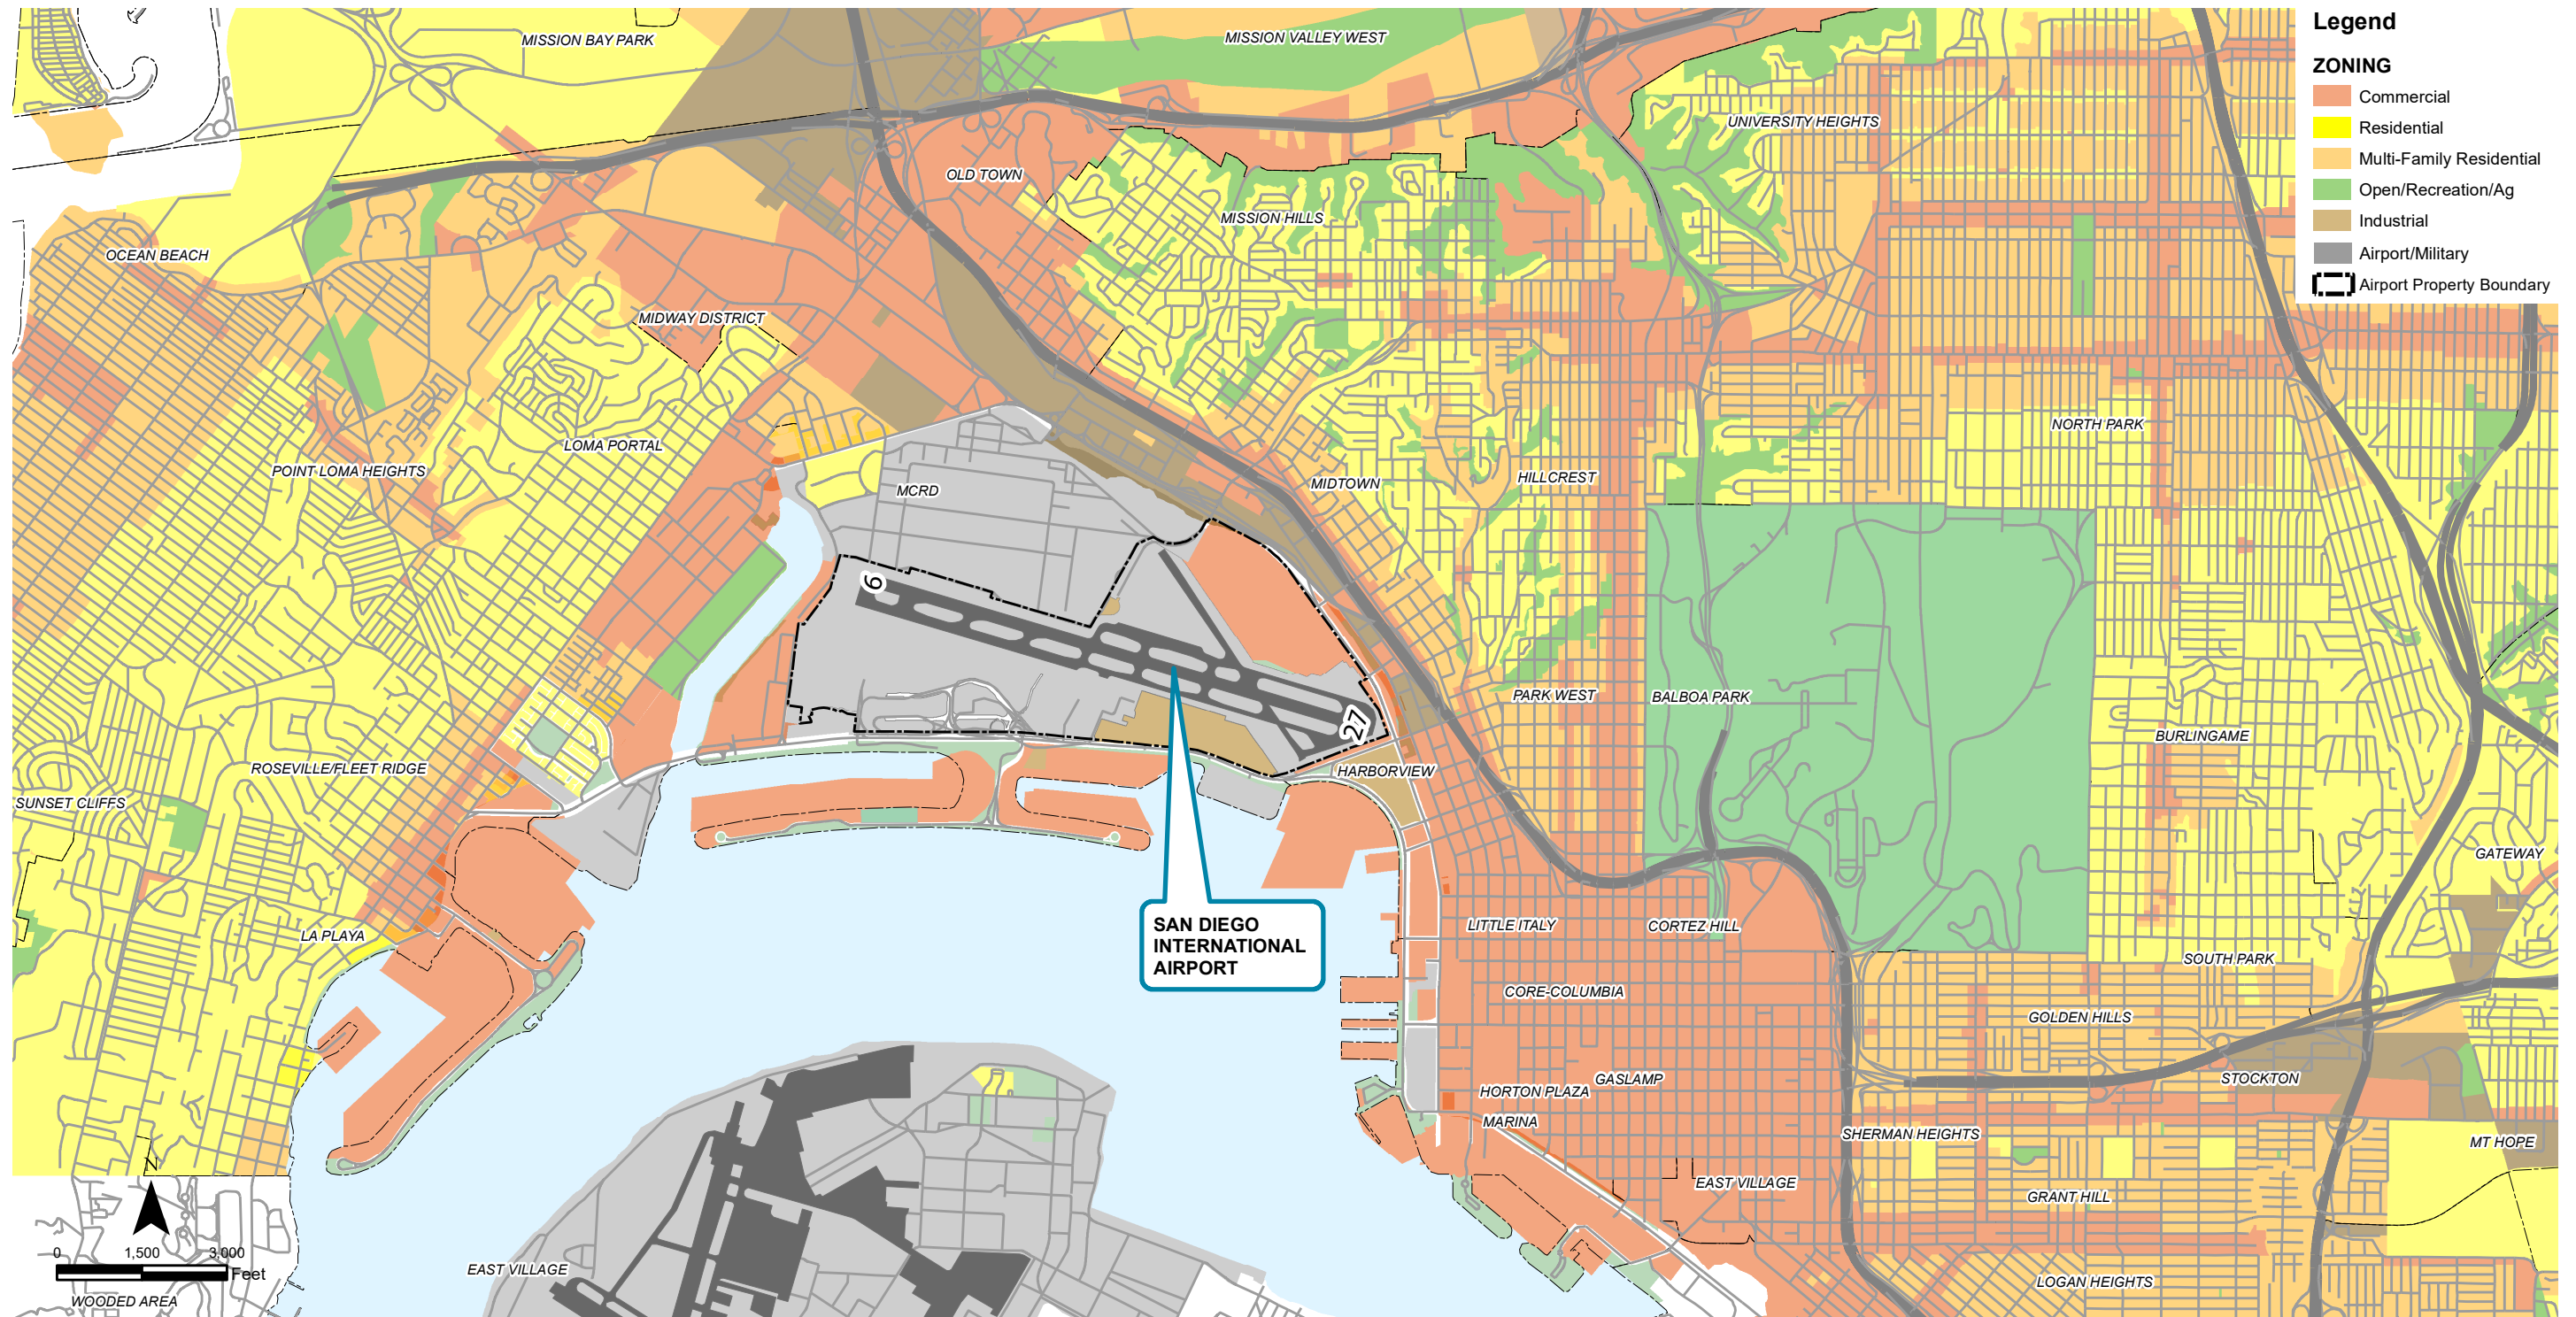 MISSION BAY PARK
MISSION VALLEY WEST
Legend
ZONING
Commercial
Residential
Multi-Family Residential
Open/Recreation/Ag
Industrial
Airport/Military
Airport Property Boundary
UNIVERSITY HEIGHTS
OLD TOWN
MISSION HILLS
OCEAN BEACH
MIDWAY DISTRICT
NORTH PARK
LOMA PORTAL
POINT LOMA HEIGHTS
MCRD
MIDTOWN
HILLCREST
9
27
PARK WEST
BALBOA PARK
BURLINGAME
ROSEVILLE/FLEET RIDGE
HARBORVIEW
SUNSET CLIFFS
GATEWAY
SAN DIEGO
INTERNATIONAL
AIRPORT
LITTLE ITALY
CORTEZ HILL
LA PLAYA
SOUTH PARK
CORE-COLUMBIA
GOLDEN HILLS
GASLAMP
STOCKTON
HORTON PLAZA
MARINA
SHERMAN HEIGHTS
MT HOPE
N
EAST VILLAGE
GRANT HILL
0 1,500 3,000
Feet
EAST VILLAGE
LOGAN HEIGHTS
WOODED AREA